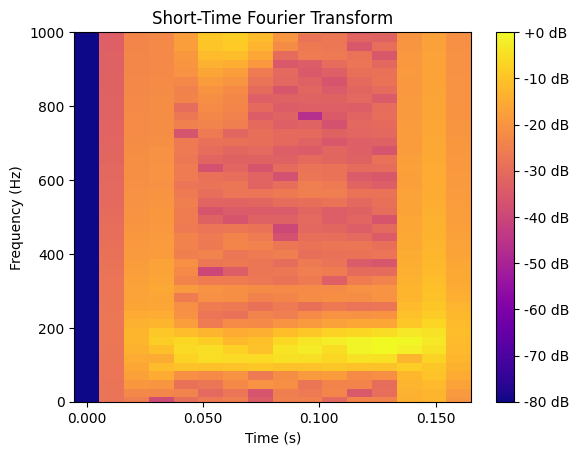 Short-Time Fourier Transform
1000
800
600
400
200
0
Frequency (Hz)
0.000
0.050
0.100
0.150
Time (s)
+0 dB
-10 dB
-20 dB
-30 dB
-40 dB
-50 dB
-60 dB
-70 dB
-80 dB